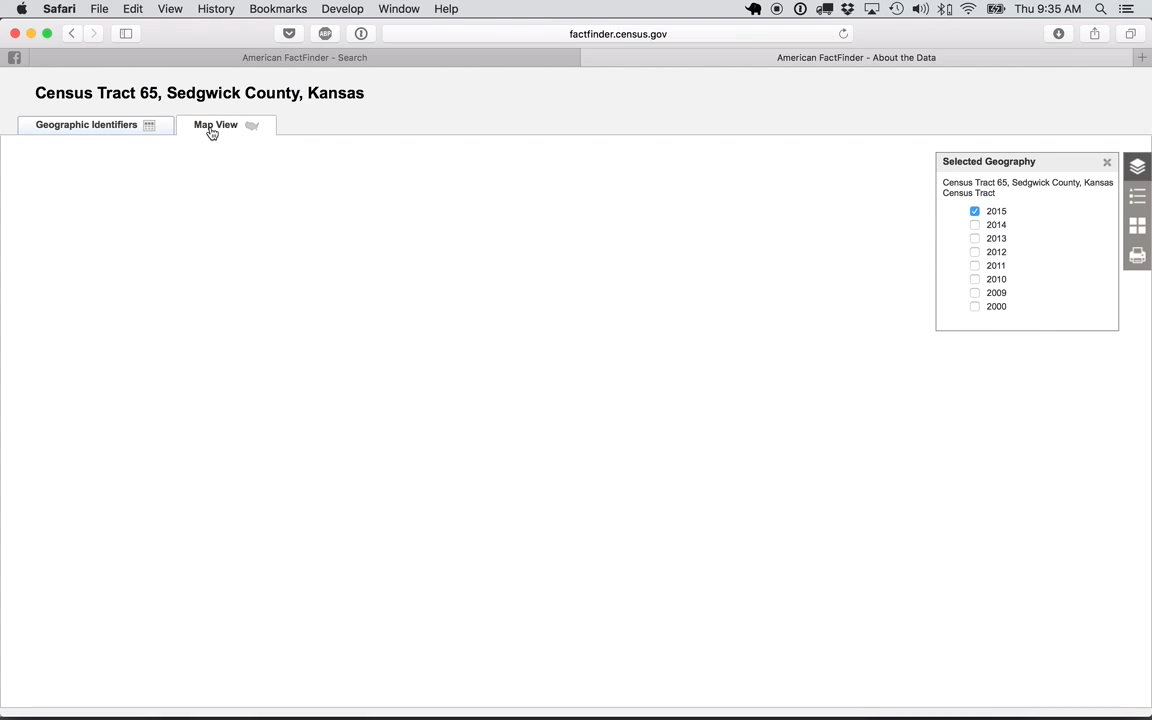 Safari File Edit View History Bookmarks Develop Window Help Thu 9:35 AM
ABP factfinder.census.gov
American FactFinder - Search American FactFinder - About the Data
Census Tract 65, Sedgwick County, Kansas
Geographic Identifiers Map View
Selected Geography
Census Tract 65, Sedgwick County, Kansas
Census Tract
2015
2014
2013
2012
2011
2010
2009
2000